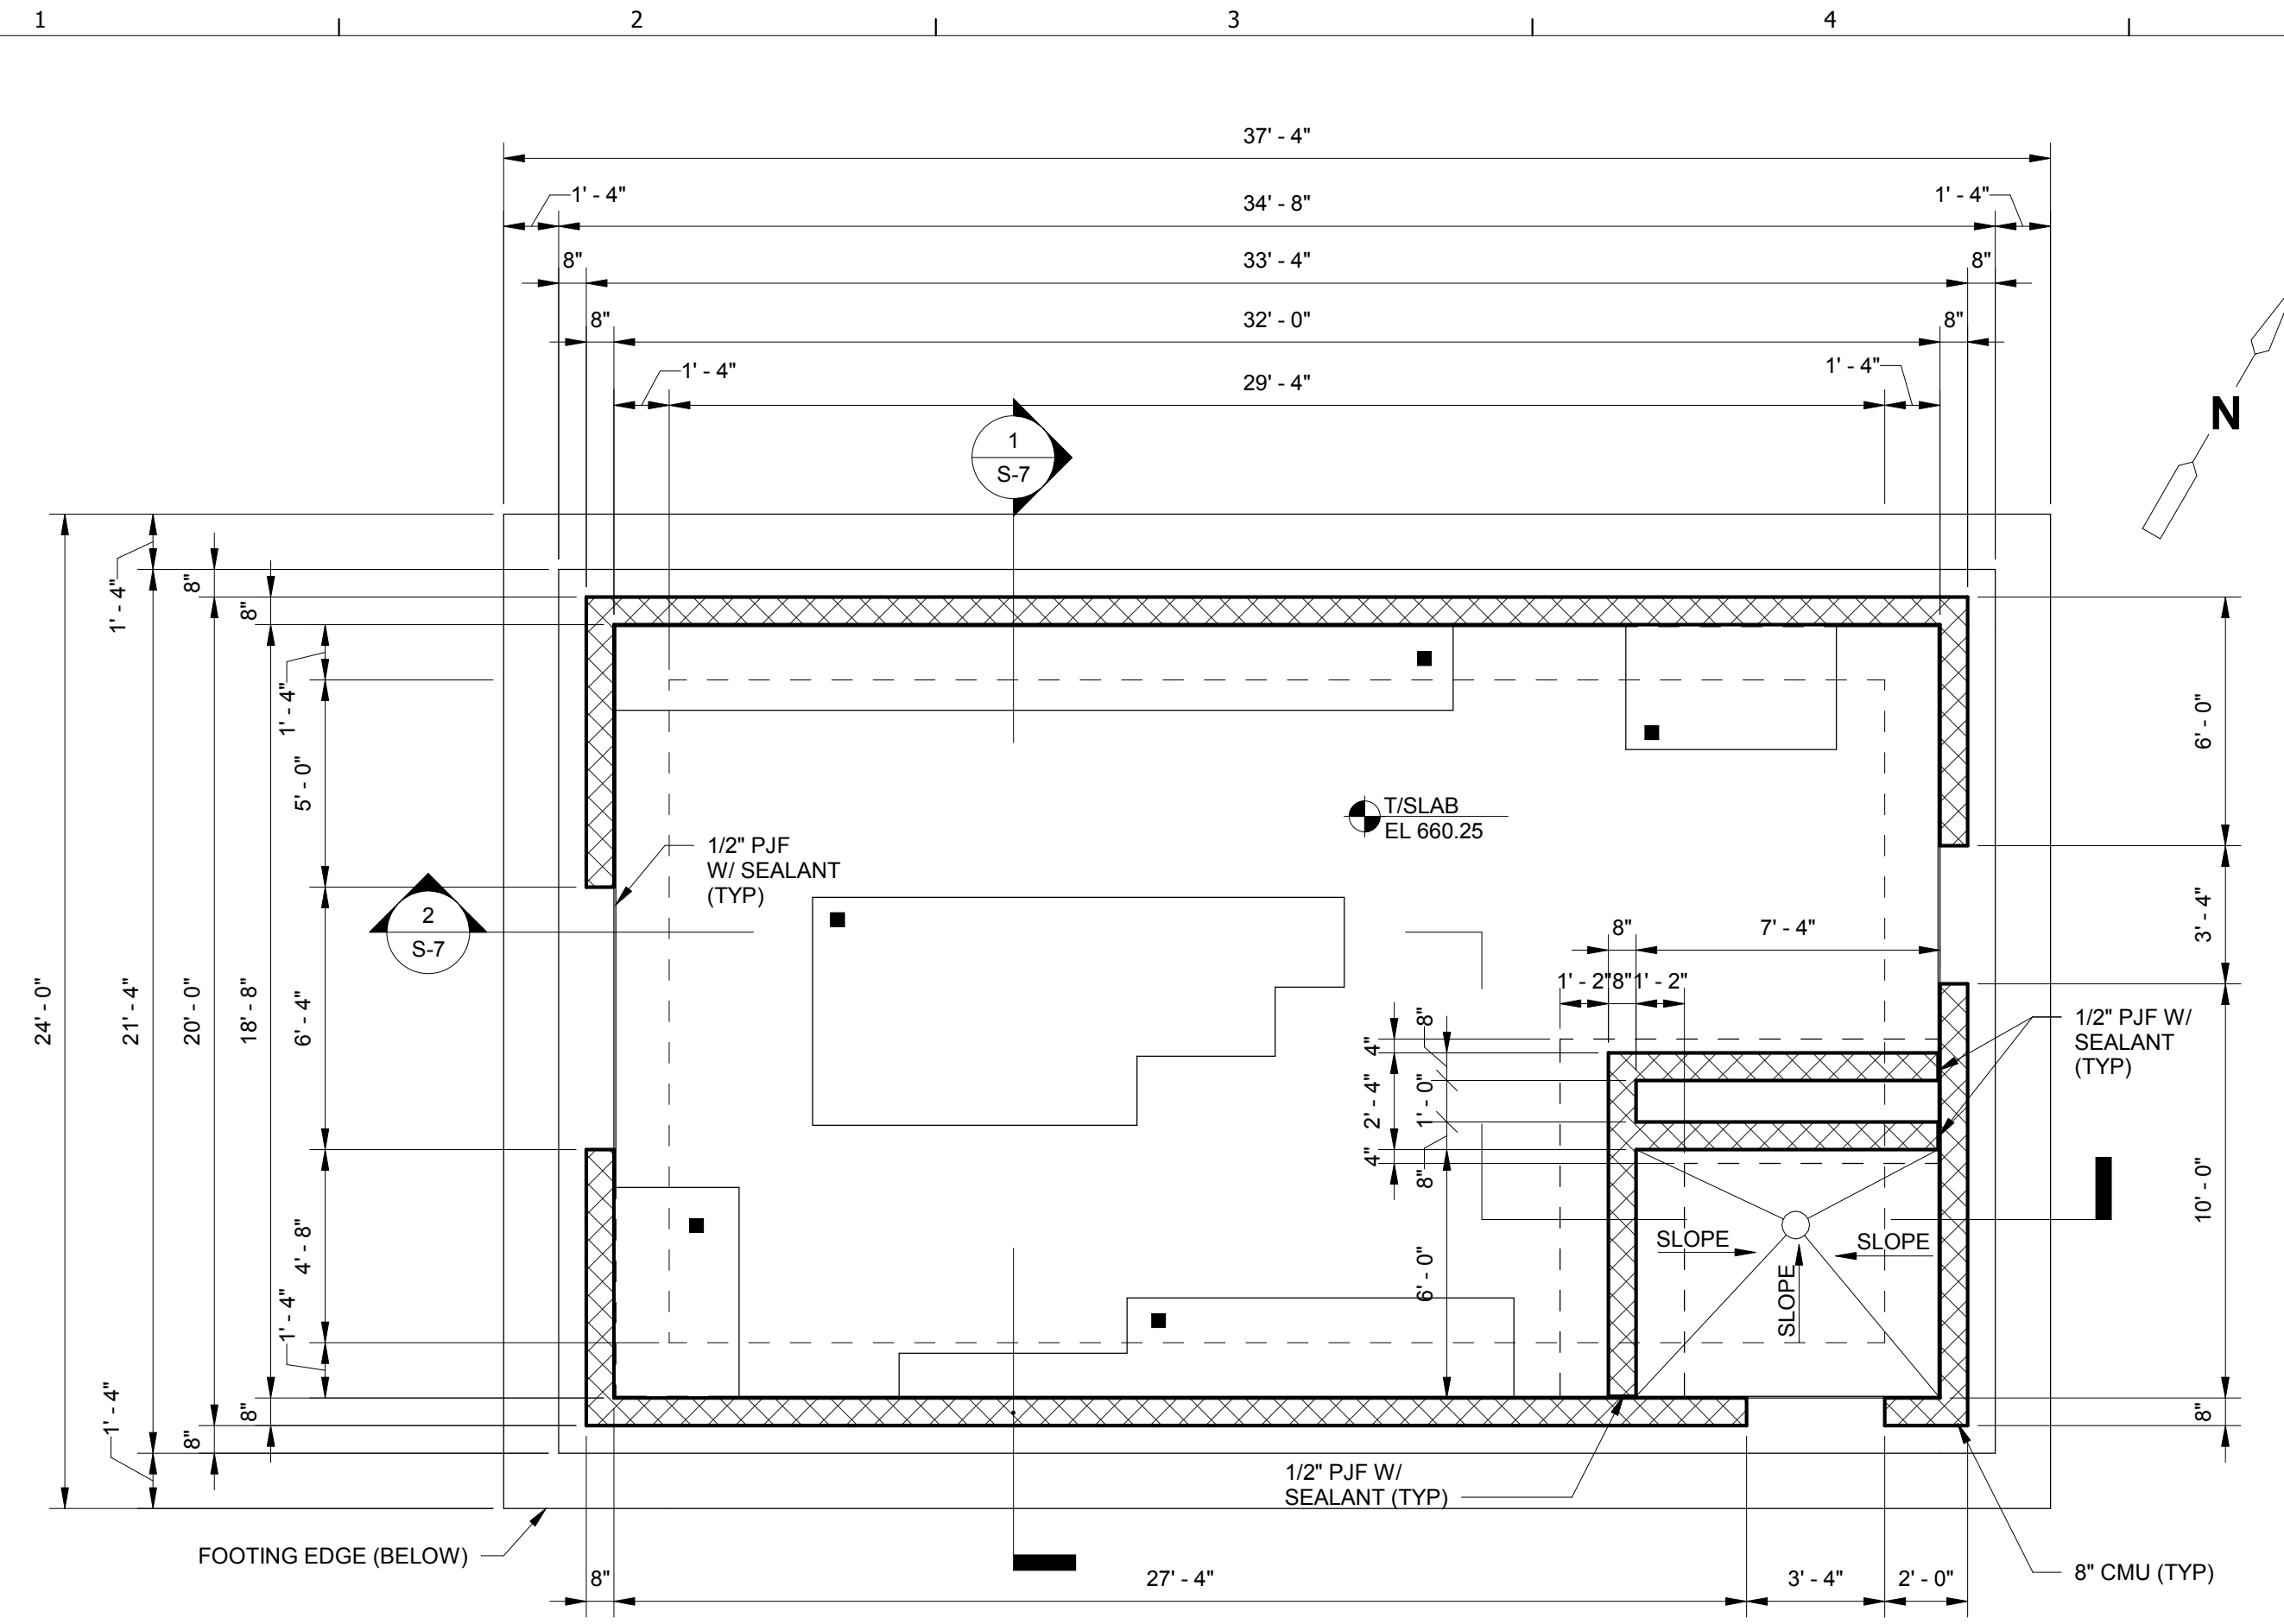 1 2 3 4
37' - 4"
1' - 4" 34' - 8" 1' - 4"
8" 33' - 4" 8"
8" 32' - 0" 8"
1' - 4" 29' - 4" 1' - 4"
N
1
S-7
24' - 0"
1' - 4"
21' - 4"
1' - 4"
8"
20' - 0"
8"
8"
18' - 8"
8"
1' - 4"
5' - 0"
6' - 4"
4' - 8"
1' - 4"
2
S-7
1/2" PJF
W/ SEALANT
(TYP)
T/SLAB
EL 660.25
8" 7' - 4"
1' - 2" 8" 1' - 2"
4"
2' - 4"
4"
8"
1' - 0"
8"
6' - 0"
SLOPE
SLOPE
SLOPE
6' - 0"
3' - 4"
10' - 0"
8"
1/2" PJF W/
SEALANT
(TYP)
1/2" PJF W/
SEALANT (TYP)
FOOTING EDGE (BELOW)
8" CMU (TYP)
8" 27' - 4" 3' - 4" 2' - 0"